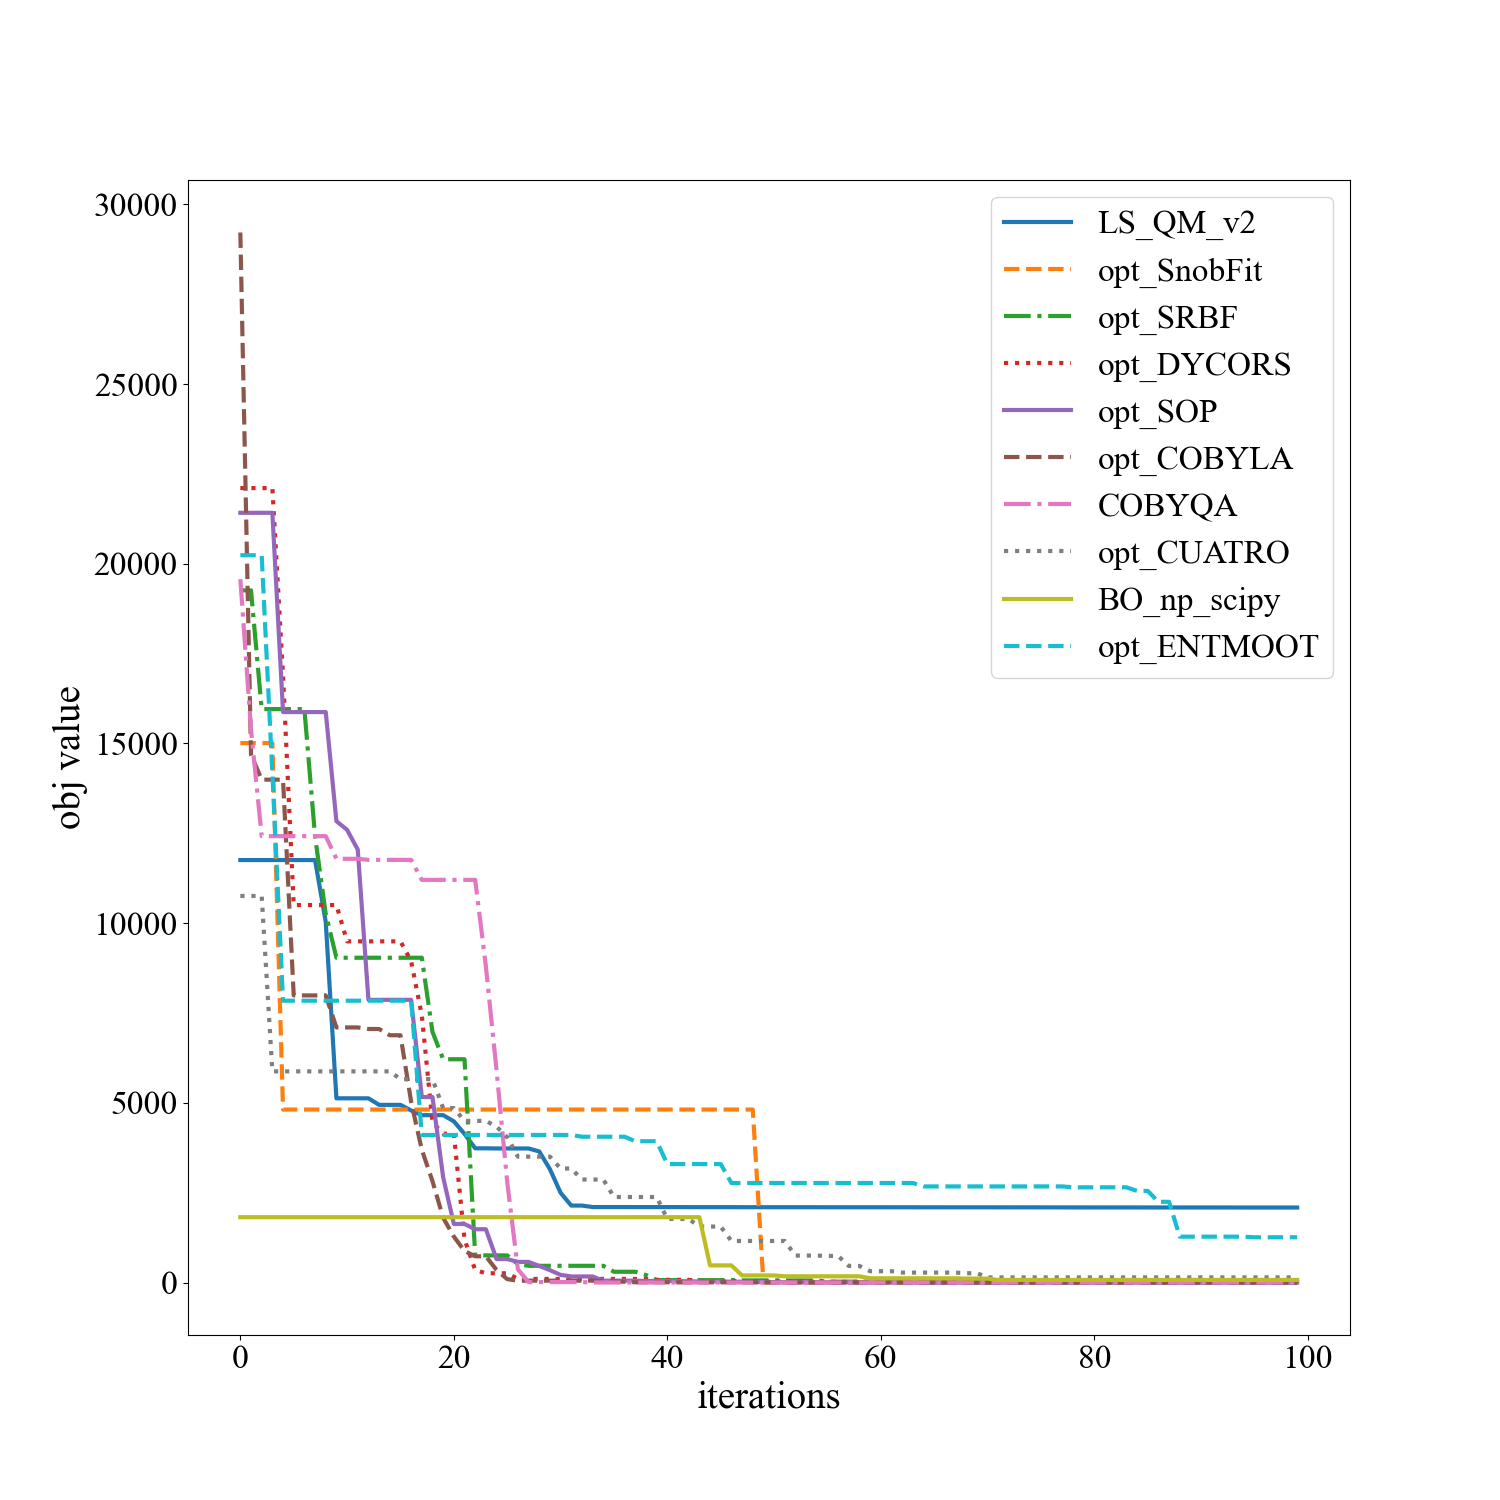 30000
25000
20000
15000
10000
5000
0
obj value
0 20 40 60 80 100
iterations
LS_QM_v2
opt_SnobFit
opt_SRBF
opt_DYCORS
opt_SOP
opt_COBYLA
COBYQA
opt_CUATRO
BO_np_scipy
opt_ENTMOOT